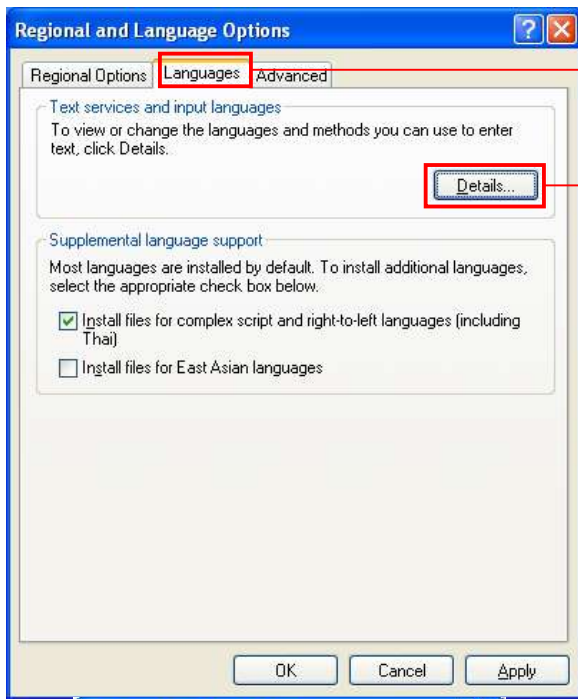 Regional and Language Options
Regional Options Languages Advanced
Text services and input languages
To view or change the languages and methods you can use to enter
text, click Details.
Details...
Supplemental language support
Most languages are installed by default. To install additional languages,
select the appropriate check box below.
Install files for complex script and right-to-left languages (including
Thai)
Install files for East Asian languages
OK Cancel Apply